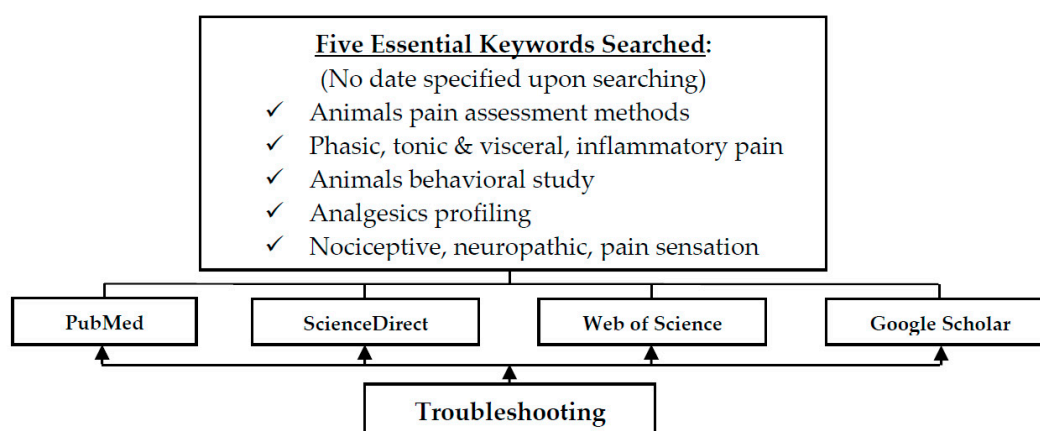 Five Essential Keywords Searched:
(No date specified upon searching)
✓ Animals pain assessment methods
✓ Phasic, tonic & visceral, inflammatory pain
✓ Animals behavioral study
✓ Analgesics profiling
✓ Nociceptive, neuropathic, pain sensation
PubMed
ScienceDirect
Web of Science
Google Scholar
Troubleshooting